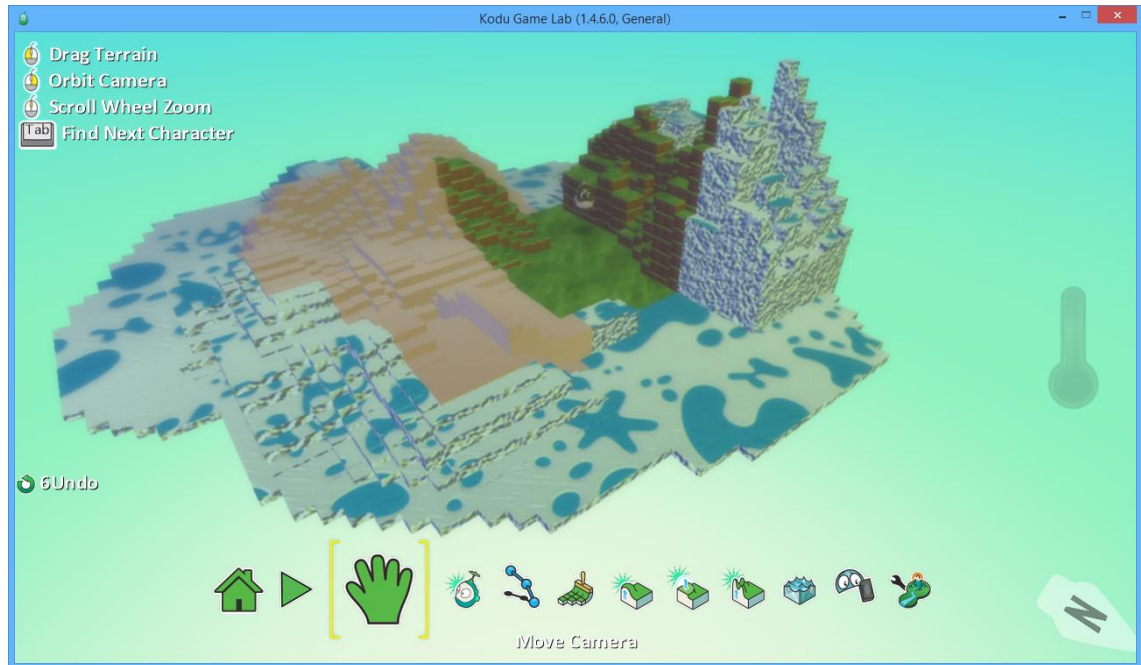 Kodu Game Lab (1.4.6.0, General)
Drag Terrain
Orbit Camera
Scroll Wheel Zoom
Tab Find Next Character
6Undo
Move Camera
N